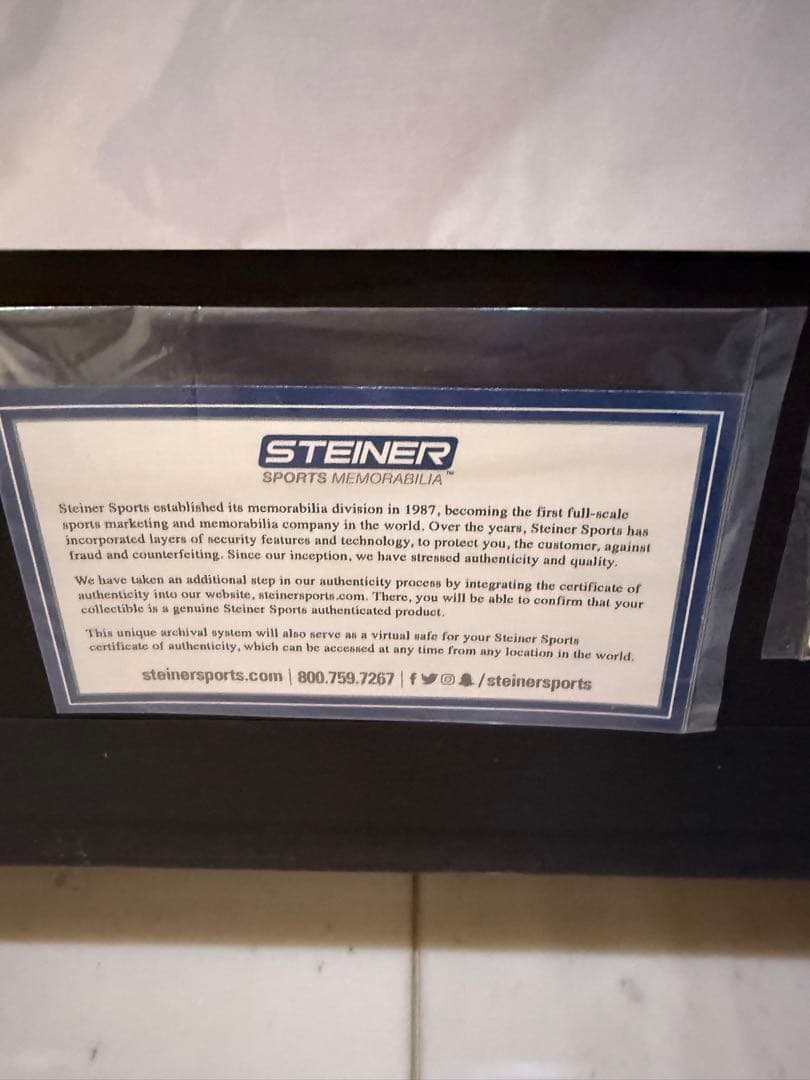 STEINER
SPORTS MEMORABILIA™
Steiner Sports established its memorabilia division in 1987, becoming the first full-scale
sports marketing and memorabilia company in the world. Over the years, Steiner Sports has
incorporated layers of security features and technology, to protect you, the customer, against
fraud and counterfeiting. Since our inception, we have stressed authenticity and quality.
We have taken an additional step in our authenticity process by integrating the certificate of
authenticity into our website, steinersports.com. There, you will be able to confirm that your
collectible is a genuine Steiner Sports authenticated product.
This unique archival system will also serve as a virtual safe for your Steiner Sports
certificate of authenticity, which can be accessed at any time from any location in the world.
steinersports.com | 800.759.7267 | f /steinersports